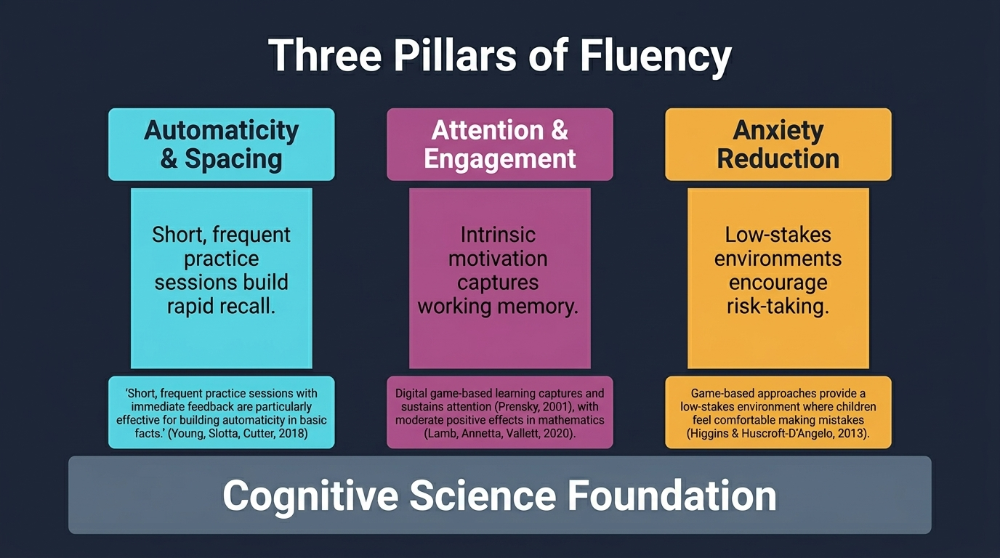 Three Pillars of Fluency
Automaticity
& Spacing
Short, frequent
practice
sessions build
rapid recall.
'Short, frequent practice sessions with
immediate feedback are particularly
effective for building automaticity in basic
facts.' (Young, Slotta, Cutter, 2018)
Attention &
Engagement
Intrinsic
motivation
captures
working memory.
Digital game-based learning captures and
sustains attention (Prensky, 2001), with
moderate positive effects in mathematics
(Lamb, Annetta, Vallett, 2020).
Anxiety
Reduction
Low-stakes
environments
encourage
risk-taking.
Game-based approaches provide a
low-stakes environment where children
feel comfortable making mistakes
(Higgins & Huscroft-D'Angelo, 2013).
Cognitive Science Foundation